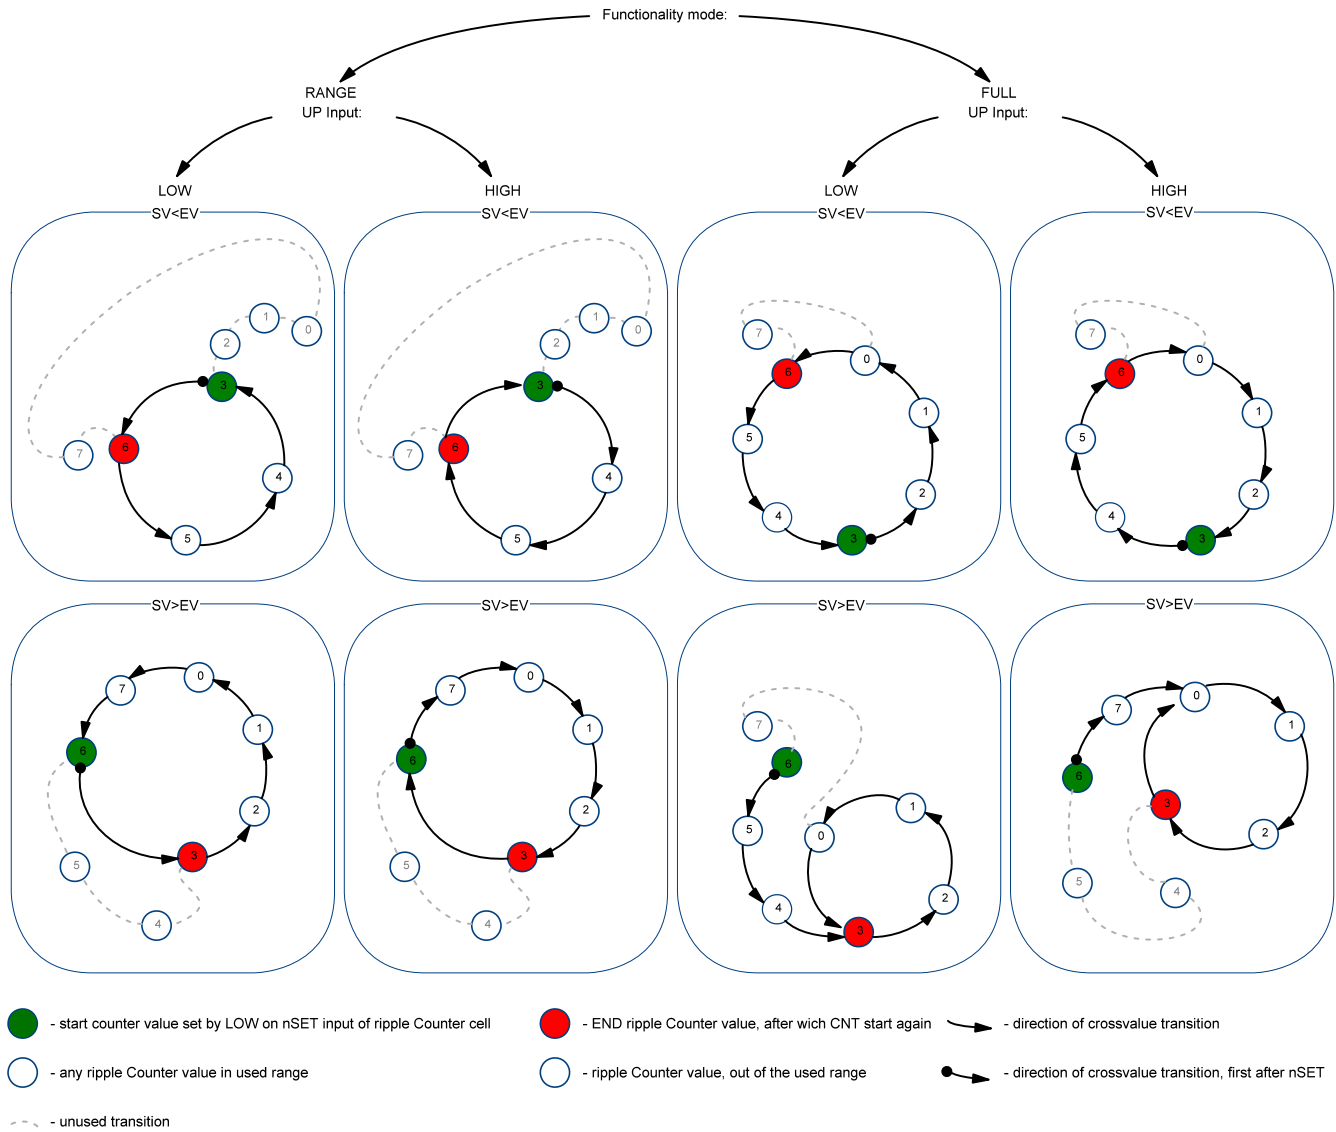 Functionality mode:
RANGE
UP Input:
FULL
UP Input:
LOW
HIGH
LOW
HIGH
SV<EV
0
1
2
3
6
7
4
5
SV<EV
0
1
2
3
6
7
4
5
SV<EV
7
0
6
1
5
2
4
3
SV<EV
7
0
6
1
5
2
4
3
SV>EV
0
7
1
6
2
3
5
4
SV>EV
0
7
1
6
2
3
5
4
SV>EV
7
6
1
5
0
2
4
3
SV>EV
0
7
1
6
3
2
5
4
- start counter value set by LOW on nSET input of ripple Counter cell
- END ripple Counter value, after wich CNT start again
- direction of crossvalue transition
- any ripple Counter value in used range
- ripple Counter value, out of the used range
- direction of crossvalue transition, first after nSET
- unused transition